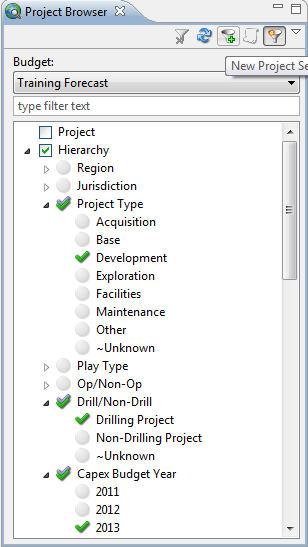 Project Browser
New Project Se
Budget:
Training Forecast
type filter text
Project
Hierarchy
Region
Jurisdiction
Project Type
Acquisition
Base
Development
Exploration
Facilities
Maintenance
Other
~Unknown
Play Type
Op/Non-Op
Drill/Non-Drill
Drilling Project
Non-Drilling Project
~Unknown
Capex Budget Year
2011
2012
2013